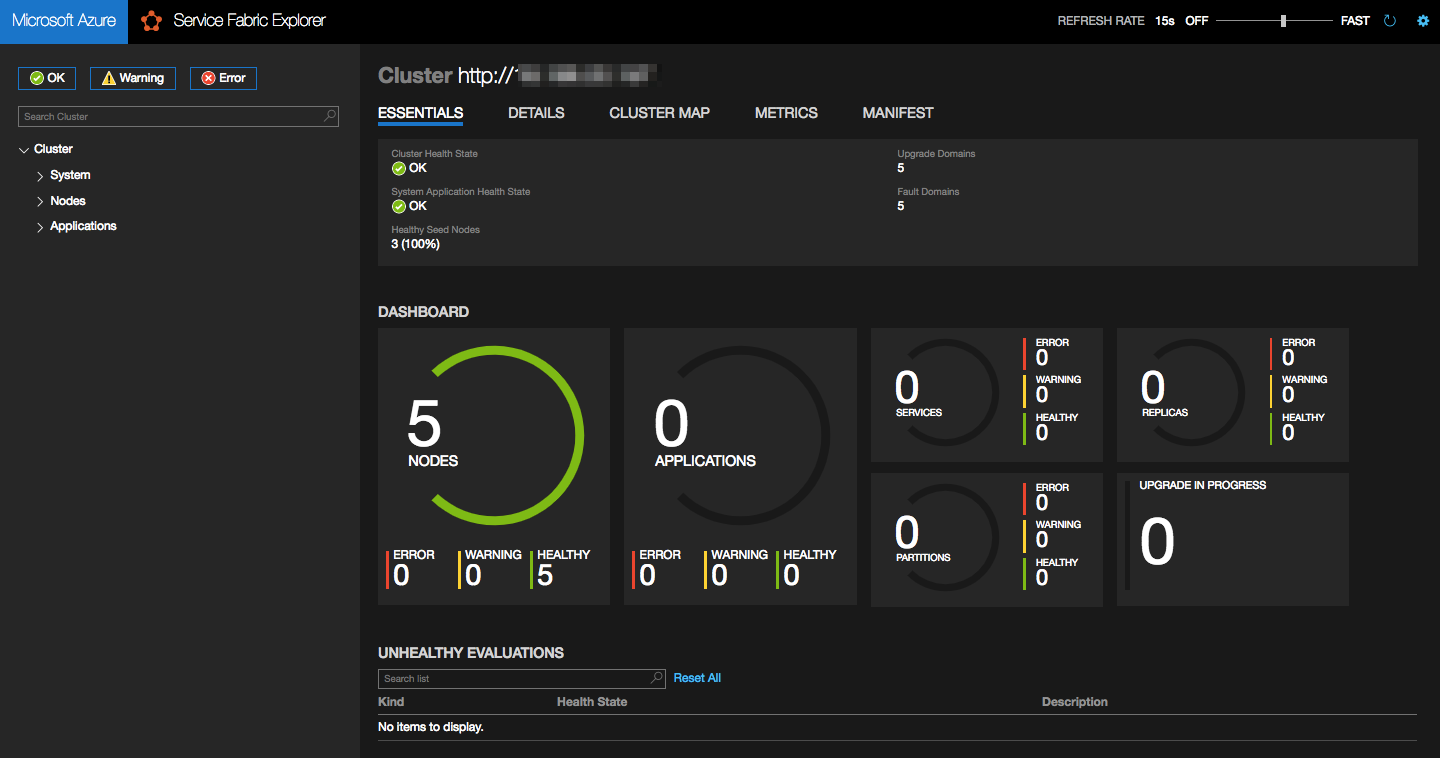 Microsoft Azure
Service Fabric Explorer
REFRESH RATE 15s OFF FAST
OK Warning Error
Search Cluster
Cluster
System
Nodes
Applications
Cluster http://
ESSENTIALS DETAILS CLUSTER MAP METRICS MANIFEST
Cluster Health State
OK
System Application Health State
OK
Healthy Seed Nodes
3 (100%)
Upgrade Domains
5
Fault Domains
5
DASHBOARD
5
NODES
ERROR WARNING HEALTHY
0 0 5
0
APPLICATIONS
ERROR WARNING HEALTHY
0 0 0
0
SERVICES
ERROR
0
WARNING
0
HEALTHY
0
0
REPLICAS
ERROR
0
WARNING
0
HEALTHY
0
0
PARTITIONS
ERROR
0
WARNING
0
HEALTHY
0
UPGRADE IN PROGRESS
0
UNHEALTHY EVALUATIONS
Search list Reset All
Kind Health State Description
No items to display.